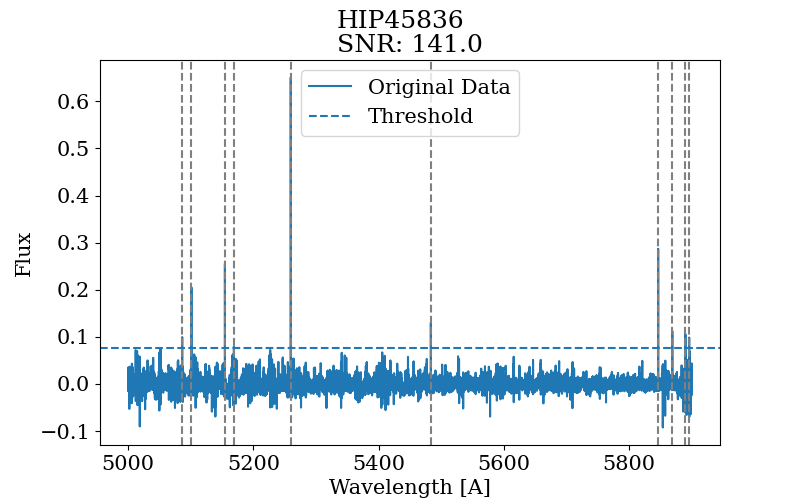 HIP45836
SNR: 141.0
Original Data
Threshold
Flux
0.6
0.5
0.4
0.3
0.2
0.1
0.0
−0.1
5000 5200 5400 5600 5800
Wavelength [A]